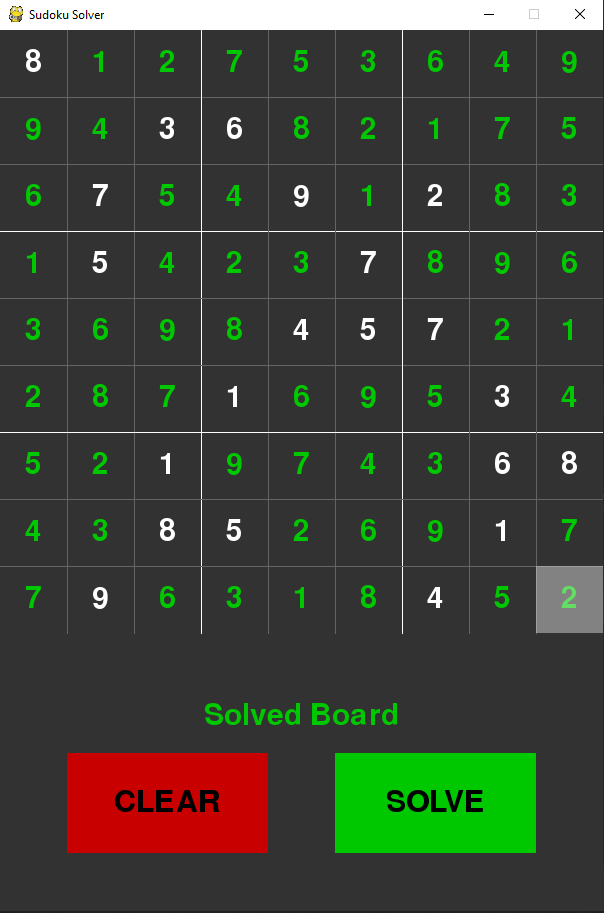 Sudoku Solver
8 1 2 7 5 3 6 4 9
9 4 3 6 8 2 1 7 5
6 7 5 4 9 1 2 8 3
1 5 4 2 3 7 8 9 6
3 6 9 8 4 5 7 2 1
2 8 7 1 6 9 5 3 4
5 2 1 9 7 4 3 6 8
4 3 8 5 2 6 9 1 7
7 9 6 3 1 8 4 5 2
Solved Board
CLEAR SOLVE